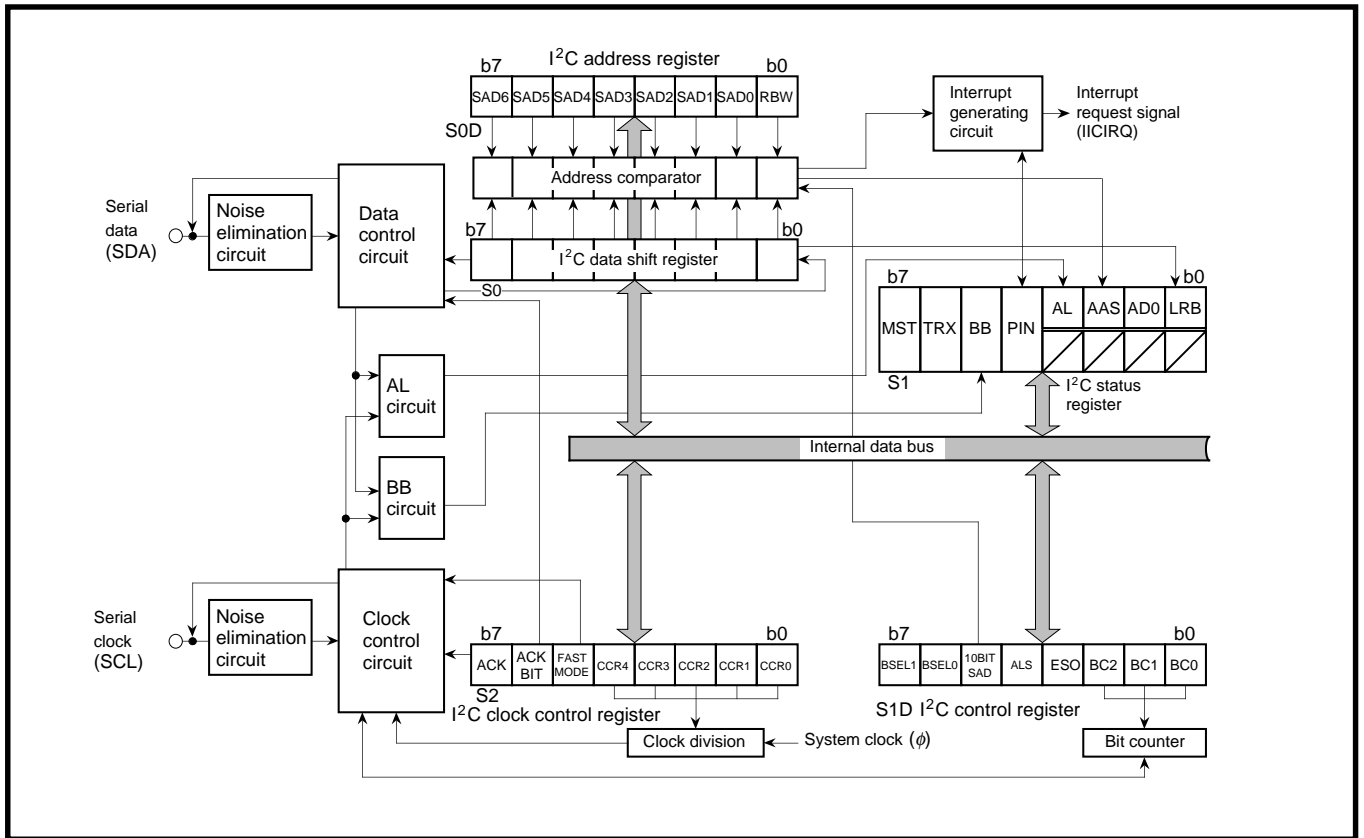 I²C address register
b7
b0
SAD6 SAD5 SAD4 SAD3 SAD2 SAD1 SAD0 RBW
S0D
Address comparator
b7
b0
I²C data shift register
S0
Interrupt
generating
circuit
Interrupt
request signal
(IICIRQ)
Serial
data
(SDA)
Noise
elimination
circuit
Data
control
circuit
b7
b0
MST TRX BB PIN AL AAS AD0 LRB
S1
I²C status
register
AL
circuit
BB
circuit
Internal data bus
Serial
clock
(SCL)
Noise
elimination
circuit
Clock
control
circuit
b7
b0
ACK
ACK
BIT
FAST
MODE
CCR4 CCR3 CCR2 CCR1 CCR0
S2
I²C clock control register
Clock division
System clock (ϕ)
b7
b0
BSEL1 BSEL0
10BIT
SAD
ALS ESO BC2 BC1 BC0
S1D I²C control register
Bit counter